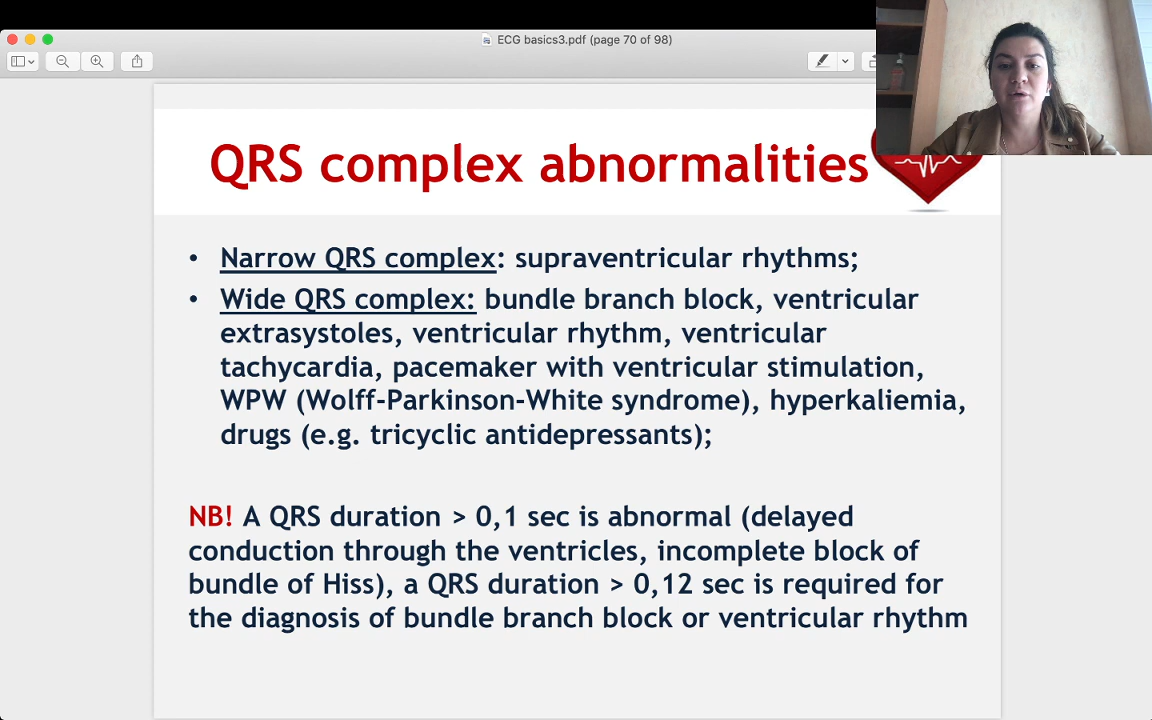 ECG basics3.pdf (page 70 of 98)
QRS complex abnormalities
• Narrow QRS complex: supraventricular rhythms;
• Wide QRS complex: bundle branch block, ventricular
extrasystoles, ventricular rhythm, ventricular
tachycardia, pacemaker with ventricular stimulation,
WPW (Wolff-Parkinson-White syndrome), hyperkaliemia,
drugs (e.g. tricyclic antidepressants);
NB! A QRS duration > 0,1 sec is abnormal (delayed
conduction through the ventricles, incomplete block of
bundle of Hiss), a QRS duration > 0,12 sec is required for
the diagnosis of bundle branch block or ventricular rhythm